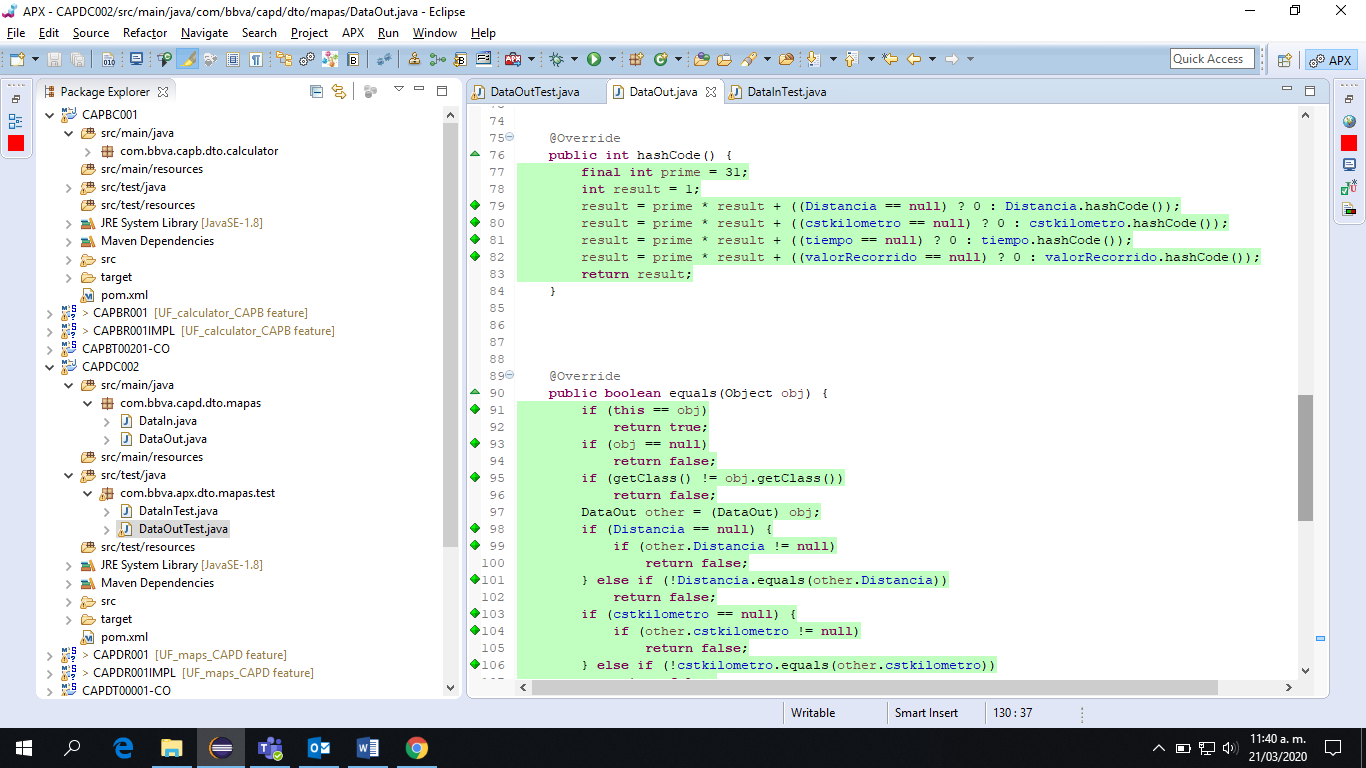 APX - CAPDC002/src/main/java/com/bbva/capd/dto/mapas/DataOut.java - Eclipse
File Edit Source Refactor Navigate Search Project APX Run Window Help
Quick Access
APX
Package Explorer
CAPBC001
src/main/java
com.bbva.capb.dto.calculator
src/main/resources
src/test/java
src/test/resources
JRE System Library [JavaSE-1.8]
Maven Dependencies
src
target
pom.xml
> CAPBR001 [UF_calculator_CAPB feature]
> CAPBR001IMPL [UF_calculator_CAPB feature]
CAPBT00201-CO
CAPDC002
src/main/java
com.bbva.capd.dto.mapas
DataIn.java
DataOut.java
src/main/resources
src/test/java
com.bbva.apx.dto.mapas.test
DataInTest.java
DataOutTest.java
src/test/resources
JRE System Library [JavaSE-1.8]
Maven Dependencies
src
target
pom.xml
> CAPDR001 [UF_maps_CAPD feature]
> CAPDR001IMPL [UF_maps_CAPD feature]
CAPDT00001-CO
DataOutTest.java DataOut.java DataInTest.java
74
75 @Override
76 public int hashCode() {
77 final int prime = 31;
78 int result = 1;
79 result = prime * result + ((Distancia == null) ? 0 : Distancia.hashCode());
80 result = prime * result + ((cstkilometro == null) ? 0 : cstkilometro.hashCode());
81 result = prime * result + ((tiempo == null) ? 0 : tiempo.hashCode());
82 result = prime * result + ((valorRecorrido == null) ? 0 : valorRecorrido.hashCode());
83 return result;
84 }
85
86
87
88
89 @Override
90 public boolean equals(Object obj) {
91 if (this == obj)
92 return true;
93 if (obj == null)
94 return false;
95 if (getClass() != obj.getClass())
96 return false;
97 DataOut other = (DataOut) obj;
98 if (Distancia == null) {
99 if (other.Distancia != null)
100 return false;
101 } else if (!Distancia.equals(other.Distancia))
102 return false;
103 if (cstkilometro == null) {
104 if (other.cstkilometro != null)
105 return false;
106 } else if (!cstkilometro.equals(other.cstkilometro))
Writable Smart Insert 130 : 37
11:40 a. m.
21/03/2020